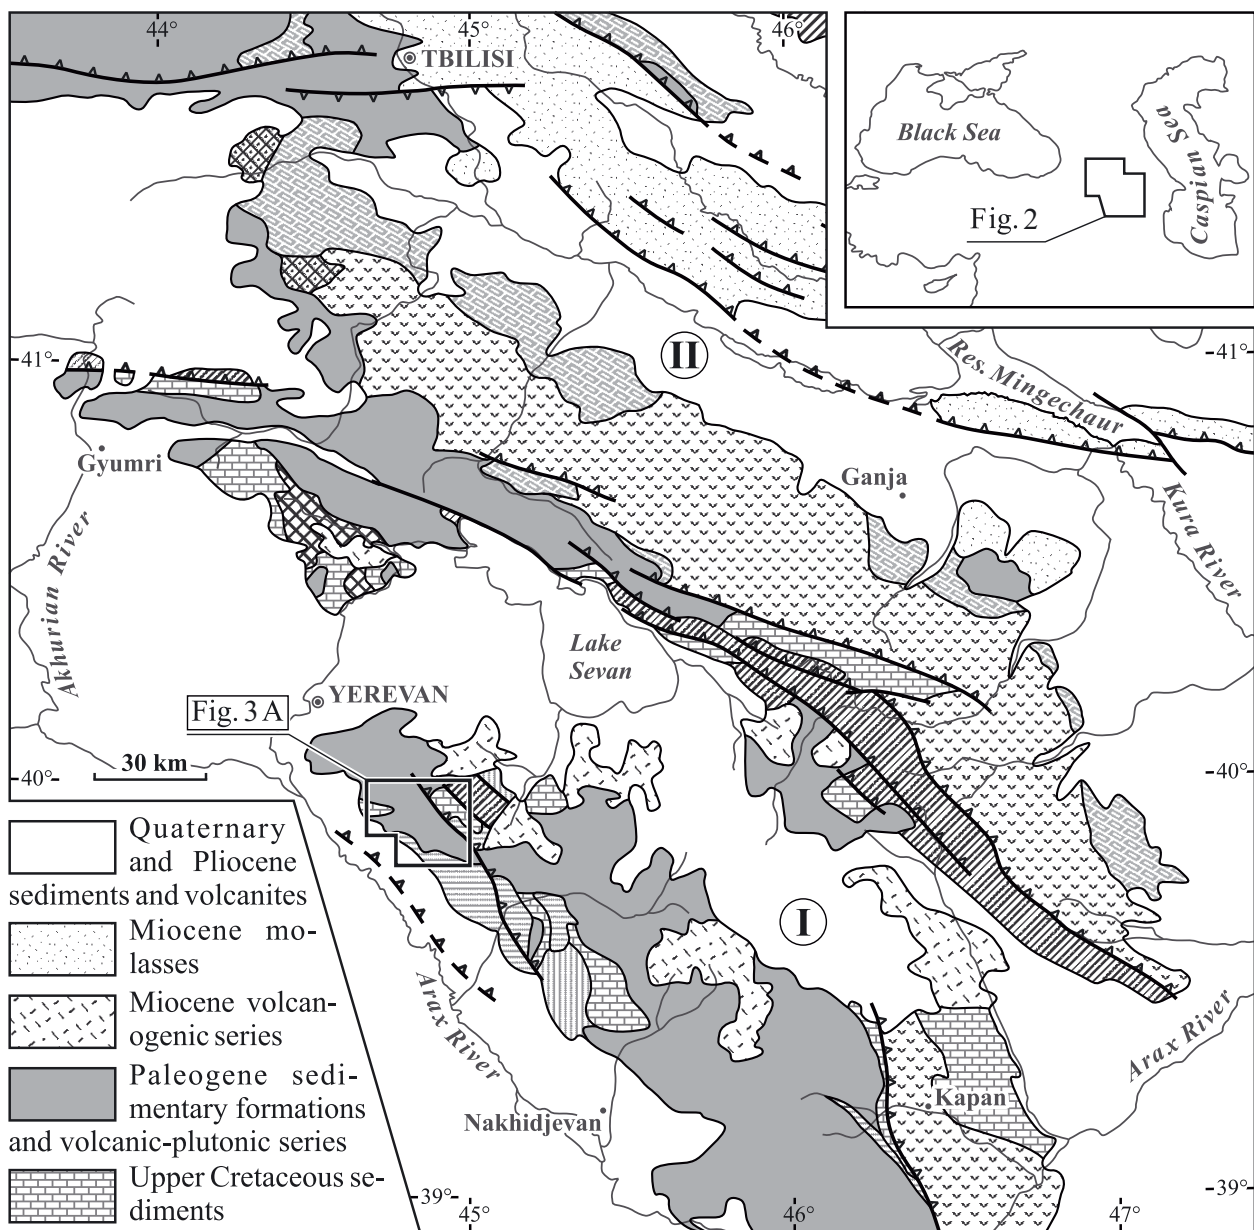 44°
45°
46°
TBILISI
Black Sea
Caspian Sea
Fig. 2
41°
41°
II
Res. Mingechaur
Gyumri
Ganja
Kura River
Akhurian River
Lake
Sevan
YEREVAN
Fig. 3 A
30 km
40°
40°
I
Arax River
Arax River
Kapan
Nakhidjevan
39°
39°
45°
46°
47°
Quaternary
and Pliocene
sediments and volcanites
Miocene mo-
lasses
Miocene volcan-
ogenic series
Paleogene sedi-
mentary formations
and volcanic-plutonic series
Upper Cretaceous se-
diments